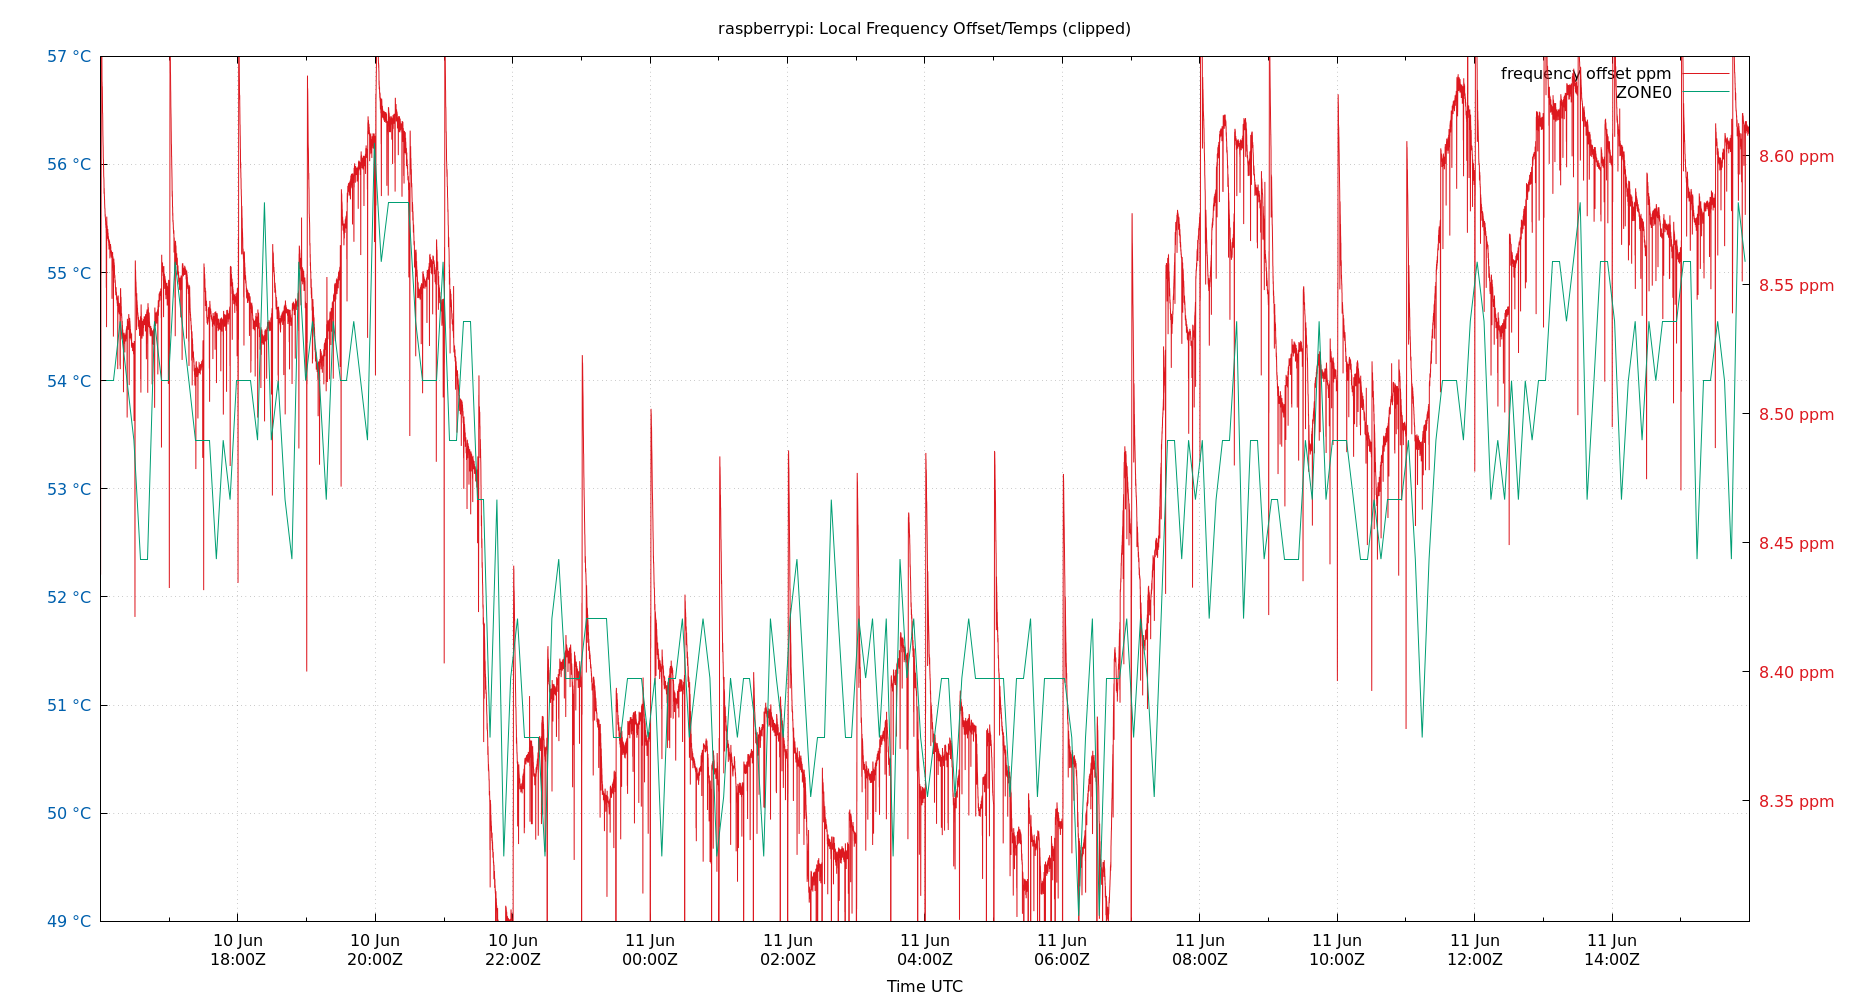 raspberrypi: Local Frequency Offset/Temps (clipped)
57 °C
56 °C
55 °C
54 °C
53 °C
52 °C
51 °C
50 °C
49 °C
frequency offset ppm
ZONE0
8.60 ppm
8.55 ppm
8.50 ppm
8.45 ppm
8.40 ppm
8.35 ppm
10 Jun
18:00Z
10 Jun
20:00Z
10 Jun
22:00Z
11 Jun
00:00Z
11 Jun
02:00Z
11 Jun
04:00Z
11 Jun
06:00Z
11 Jun
08:00Z
11 Jun
10:00Z
11 Jun
12:00Z
11 Jun
14:00Z
Time UTC